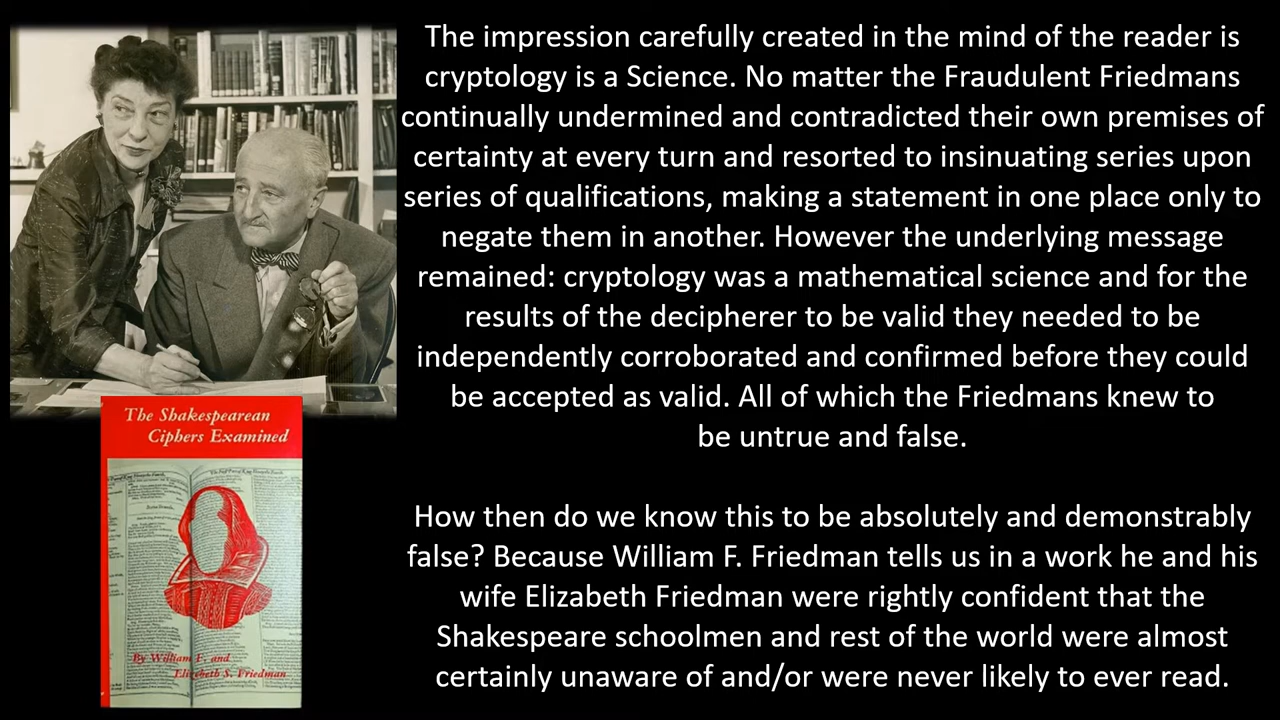 The impression carefully created in the mind of the reader is
cryptology is a Science. No matter the Fraudulent Friedmans
continually undermined and contradicted their own premises of
certainty at every turn and resorted to insinuating series upon
series of qualifications, making a statement in one place only to
negate them in another. However the underlying message
remained: cryptology was a mathematical science and for the
results of the decipherer to be valid they needed to be
independently corroborated and confirmed before they could
be accepted as valid. All of which the Friedmans knew to
be untrue and false.
How then do we know this to be absolutely and demonstrably
false? Because William F. Friedman tells us in a work he and his
wife Elizabeth Friedman were rightly confident that the
Shakespeare schoolmen and rest of the world were almost
certainly unaware of and/or were never likely to ever read.
The Shakespearean
Ciphers Examined
By William F. and
Elizebeth S. Friedman